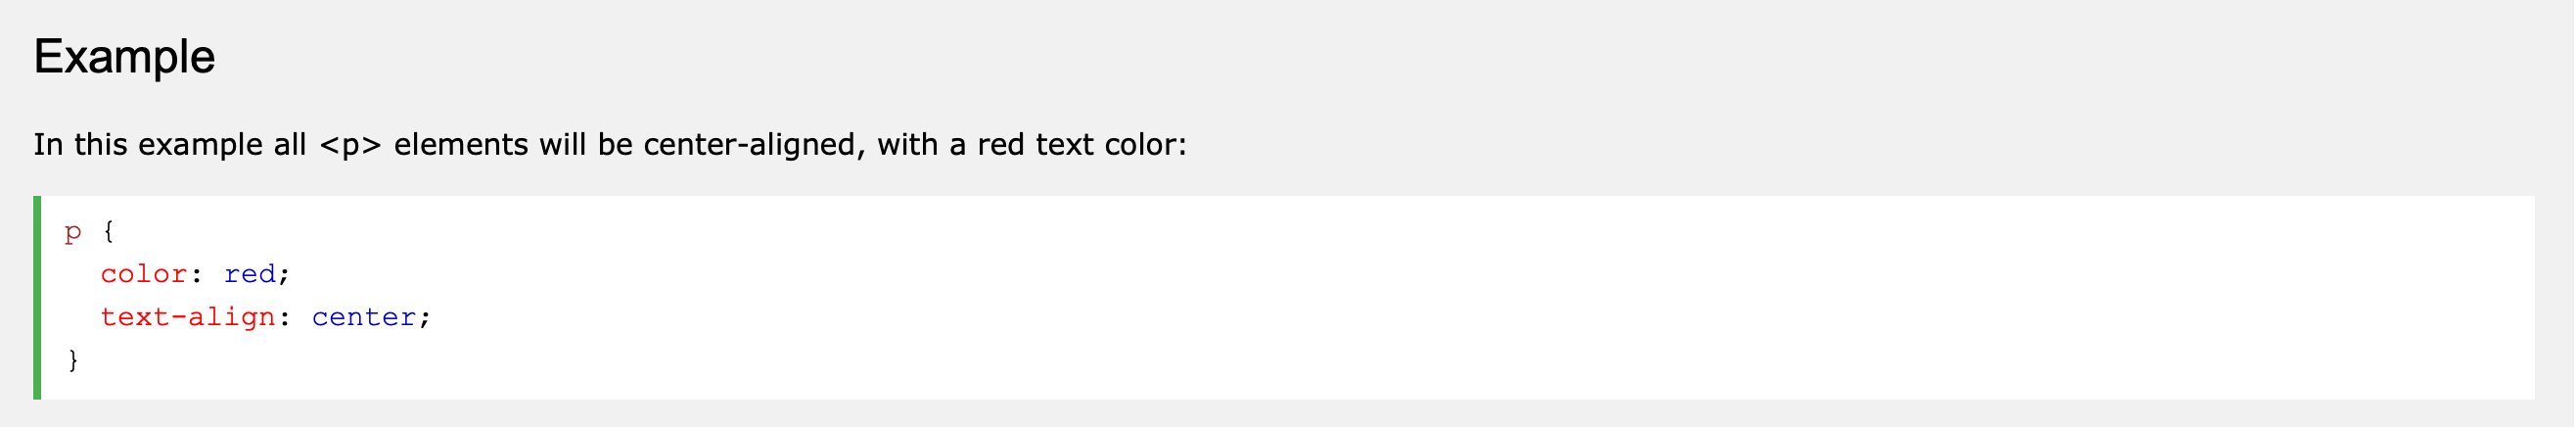 Example
In this example all <p> elements will be center-aligned, with a red text color:
p {
  color: red;
  text-align: center;
}